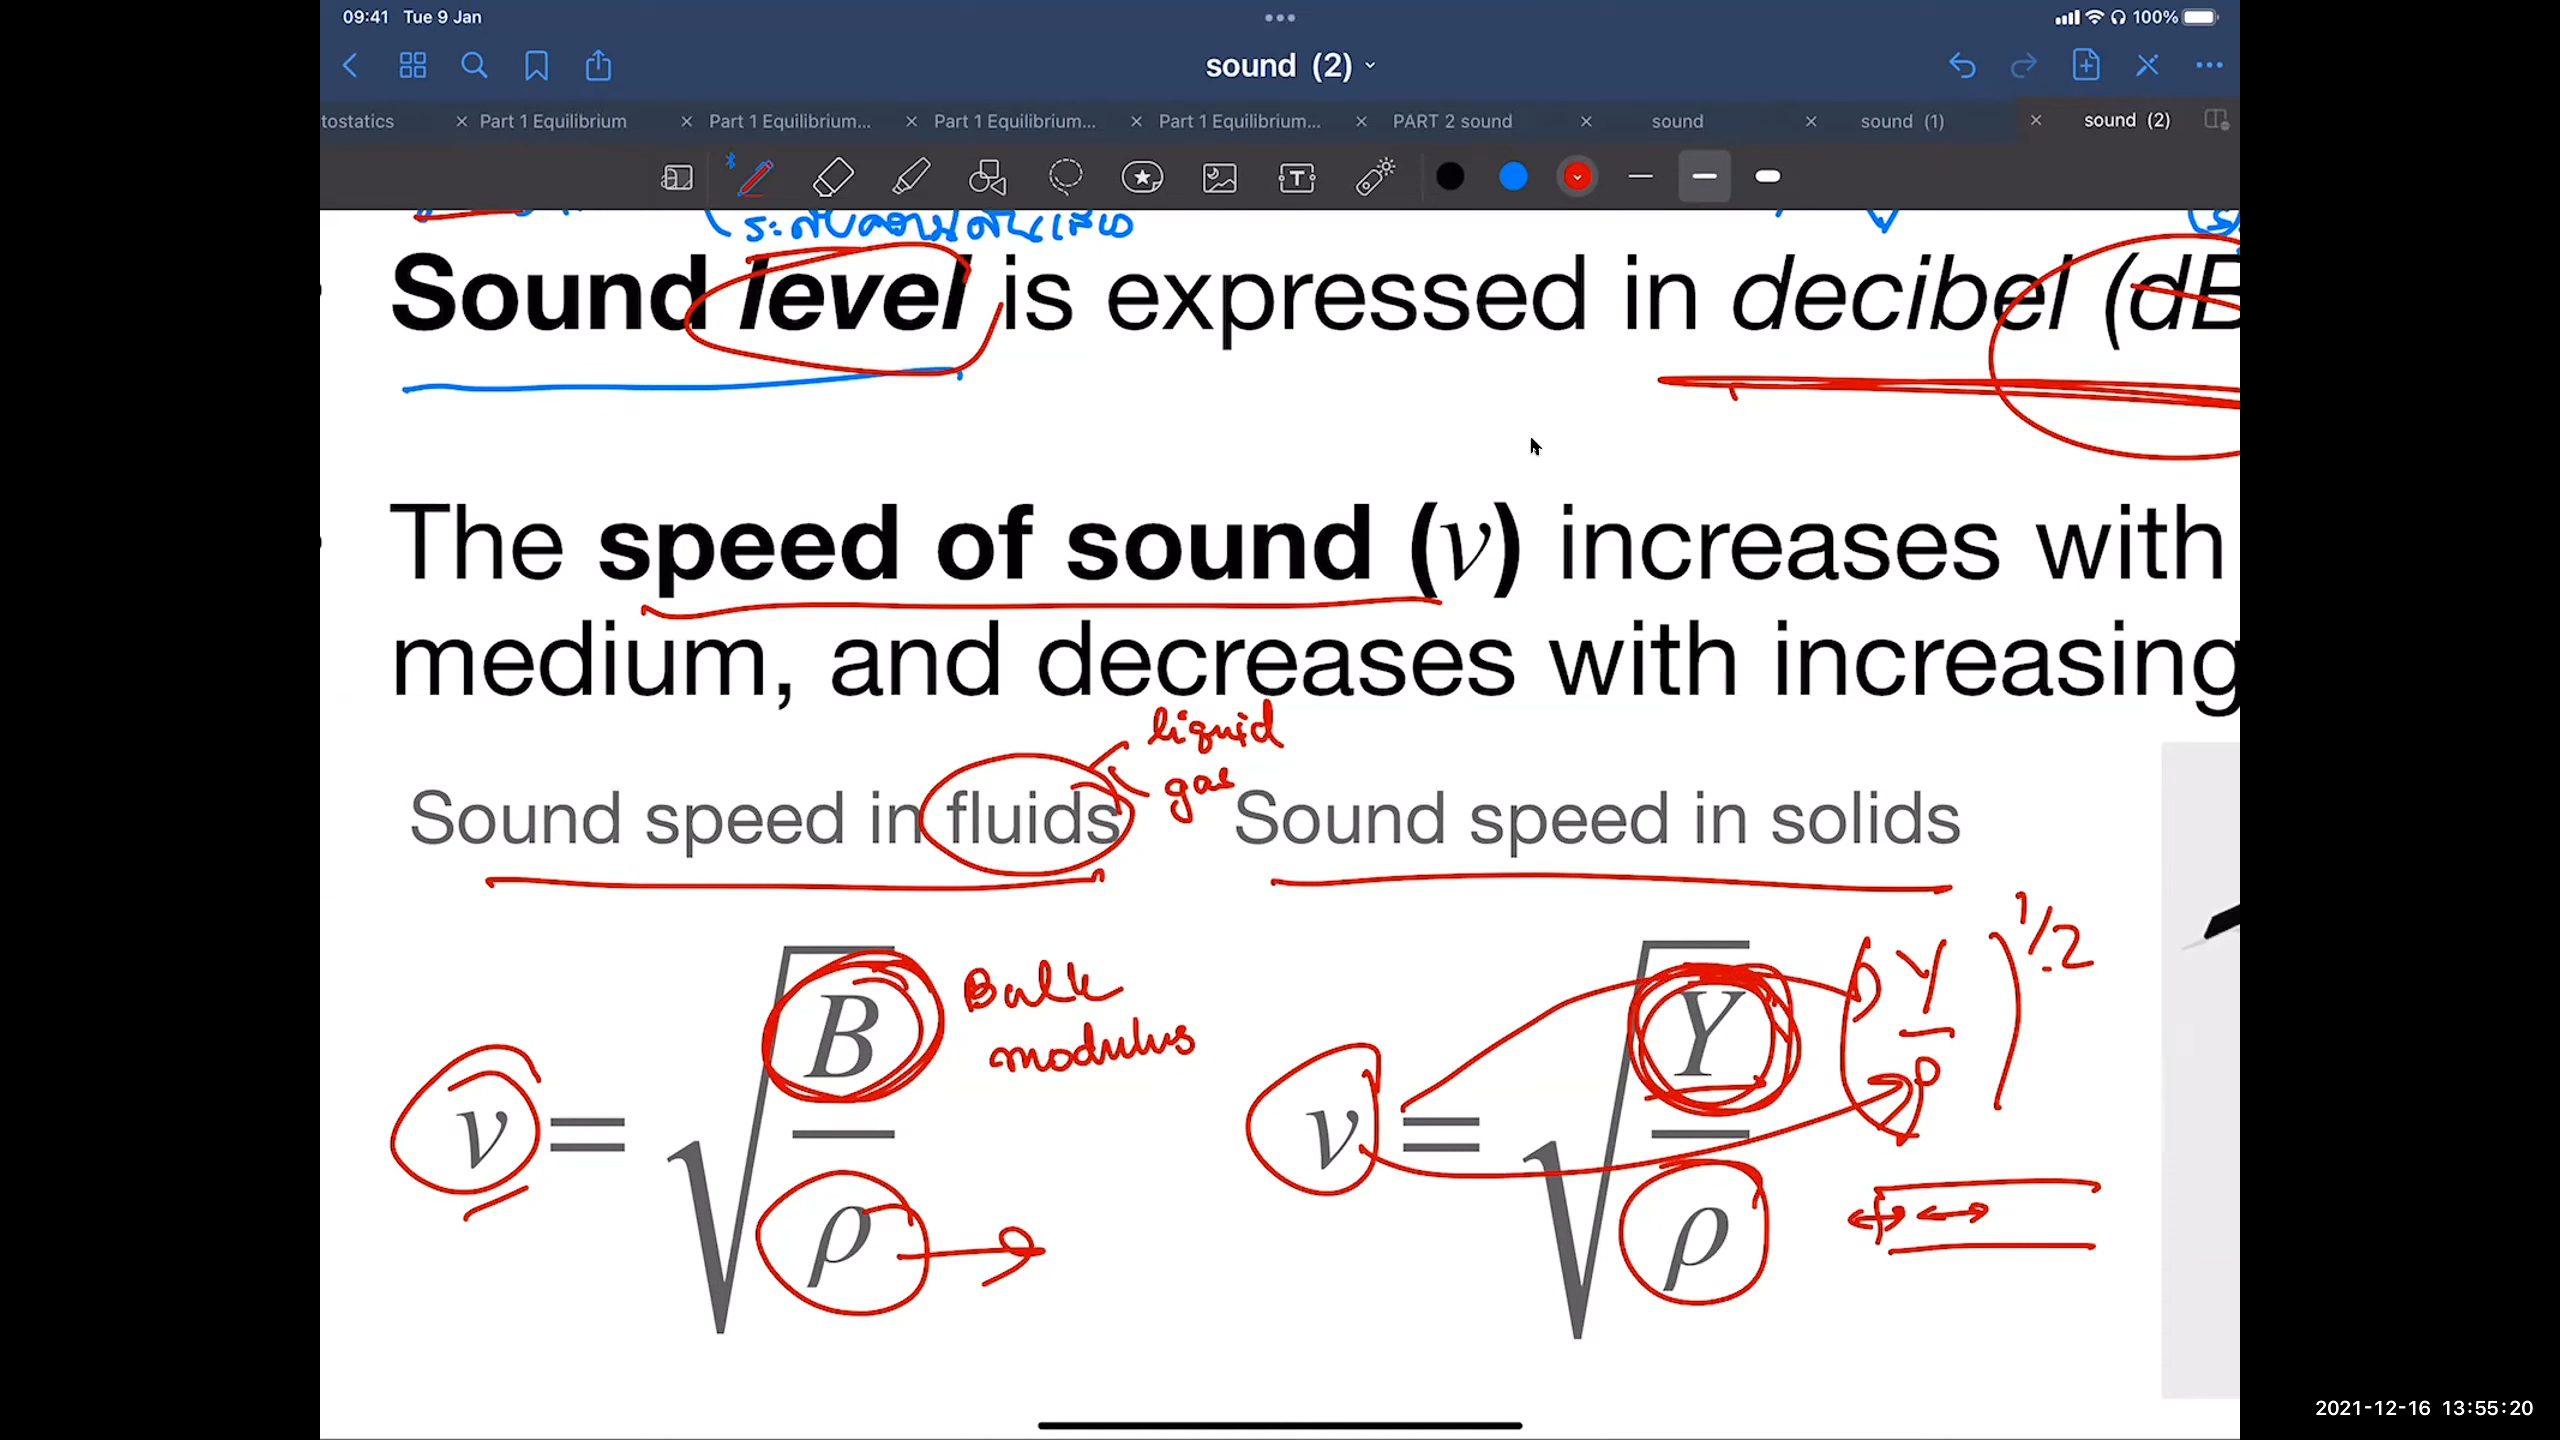 09:41 Tue 9 Jan
100%
sound (2)
tostatics
Part 1 Equilibrium
Part 1 Equilibrium...
Part 1 Equilibrium...
Part 1 Equilibrium...
PART 2 sound
sound
sound (1)
sound (2)
Sound level is expressed in decibel (dB
The speed of sound (v) increases with
medium, and decreases with increasing
liquid
gas
Sound speed in fluids
Sound speed in solids
v = √ B / ρ
Bulk
modulus
v = √ Y / ρ
( Y / ρ ) 1/2
2021-12-16 13:55:20